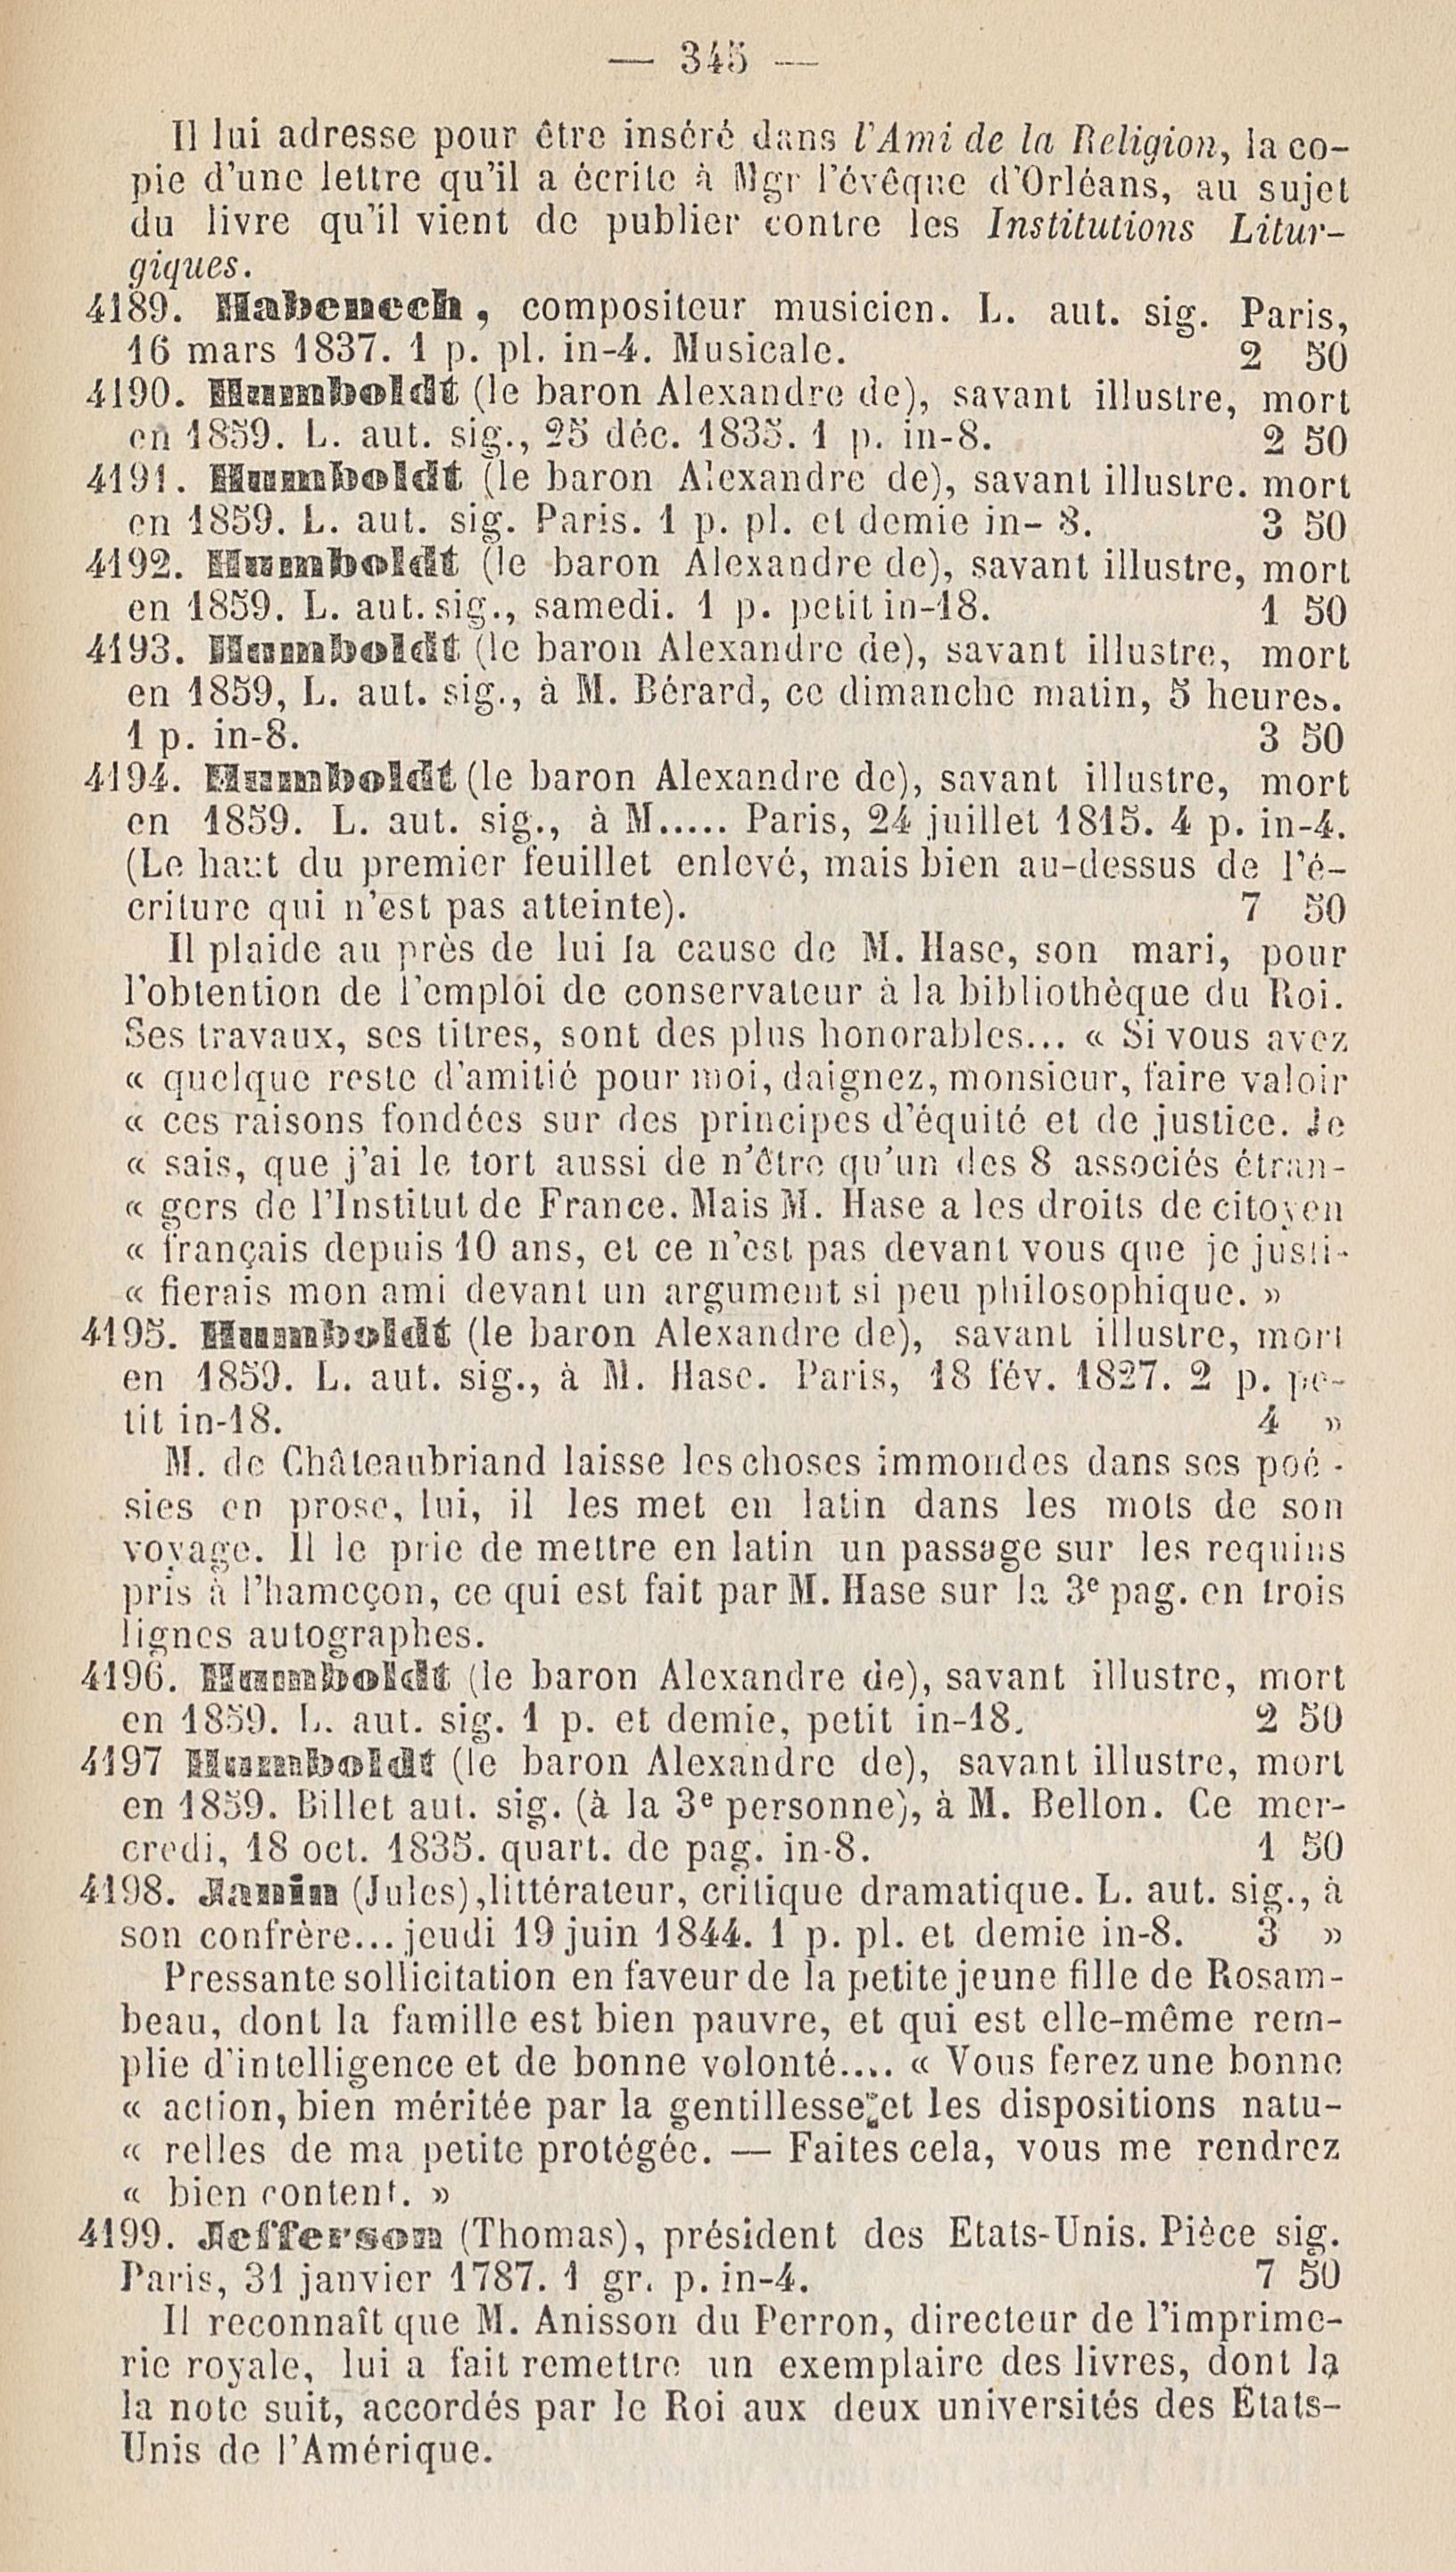 — 345 —
Il lui adresse pour être inséré dans l'Ami de la Religion, la co-
pie d'une lettre qu'il a écrite à Mgr l'évêque d'Orléans, au sujet
du livre qu'il vient de publier contre les Institutions Litur-
giques.
4189. Habenech, compositeur musicien. L. aut. sig. Paris,
16 mars 1837. 1 p. pl. in-4. Musicale. 2 50
4190. Humboldt (le baron Alexandre de), savant illustre, mort
en 1859. L. aut. sig., 25 déc. 1835. 1 p. in-8. 2 50
4191. Humboldt (le baron Alexandre de), savant illustre. mort
en 1859. L. aut. sig. Paris. 1 p. pl. et demie in- 8. 3 50
4192. Humboldt (le baron Alexandre de), savant illustre, mort
en 1859. L. aut. sig., samedi. 1 p. petit in-18. 1 50
4193. Humboldt (le baron Alexandre de), savant illustre, mort
en 1859, L. aut. sig., à M. Bérard, ce dimanche matin, 5 heures.
1 p. in-8. 3 50
4194. Humboldt (le baron Alexandre de), savant illustre, mort
en 1859. L. aut. sig., à M..... Paris, 24 juillet 1815. 4 p. in-4.
(Le haut du premier feuillet enlevé, mais bien au-dessus de l'é-
criture qui n'est pas atteinte). 7 50
Il plaide au près de lui la cause de M. Hase, son mari, pour
l'obtention de l'emploi de conservateur à la bibliothèque du Roi.
Ses travaux, ses titres, sont des plus honorables... « Si vous avez
« quelque reste d'amitié pour moi, daignez, monsieur, faire valoir
« ces raisons fondées sur des principes d'équité et de justice. Je
« sais, que j'ai le tort aussi de n'être qu'un des 8 associés étran-
« gers de l'Institut de France. Mais M. Hase a les droits de citoyen
« français depuis 10 ans, et ce n'est pas devant vous que je justi-
« fierais mon ami devant un argument si peu philosophique. »
4195. Humboldt (le baron Alexandre de), savant illustre, mort
en 1859. L. aut. sig., à M. Hase. Paris, 18 fév. 1827. 2 p. pe-
tit in-18. 4 »
M. de Châteaubriand laisse les choses immondes dans ses poé-
sies en prose, lui, il les met en latin dans les mots de son
voyage. Il le prie de mettre en latin un passage sur les requins
pris à l'hameçon, ce qui est fait par M. Hase sur la 3e pag. en trois
lignes autographes.
4196. Humboldt (le baron Alexandre de), savant illustre, mort
en 1859. L. aut. sig. 1 p. et demie, petit in-18. 2 50
4197 Humboldt (le baron Alexandre de), savant illustre, mort
en 1859. Billet aut. sig. (à la 3e personne), à M. Bellon. Ce mer-
credi, 18 oct. 1835. quart. de pag. in-8. 1 50
4198. Janin (Jules),littérateur, critique dramatique. L. aut. sig., à
son confrère... jeudi 19 juin 1844. 1 p. pl. et demie in-8. 3 »
Pressante sollicitation en faveur de la petite jeune fille de Rosam-
beau, dont la famille est bien pauvre, et qui est elle-même rem-
plie d'intelligence et de bonne volonté.... « Vous ferez une bonne
« action, bien méritée par la gentillesse et les dispositions natu-
« relles de ma petite protégée. — Faites cela, vous me rendrez
« bien content. »
4199. Jefferson (Thomas), président des Etats-Unis. Pièce sig.
Paris, 31 janvier 1787. 1 gr. p. in-4. 7 50
Il reconnaît que M. Anisson du Perron, directeur de l'imprime-
rie royale, lui a fait remettre un exemplaire des livres, dont la
la note suit, accordés par le Roi aux deux universités des Etats-
Unis de l'Amérique.